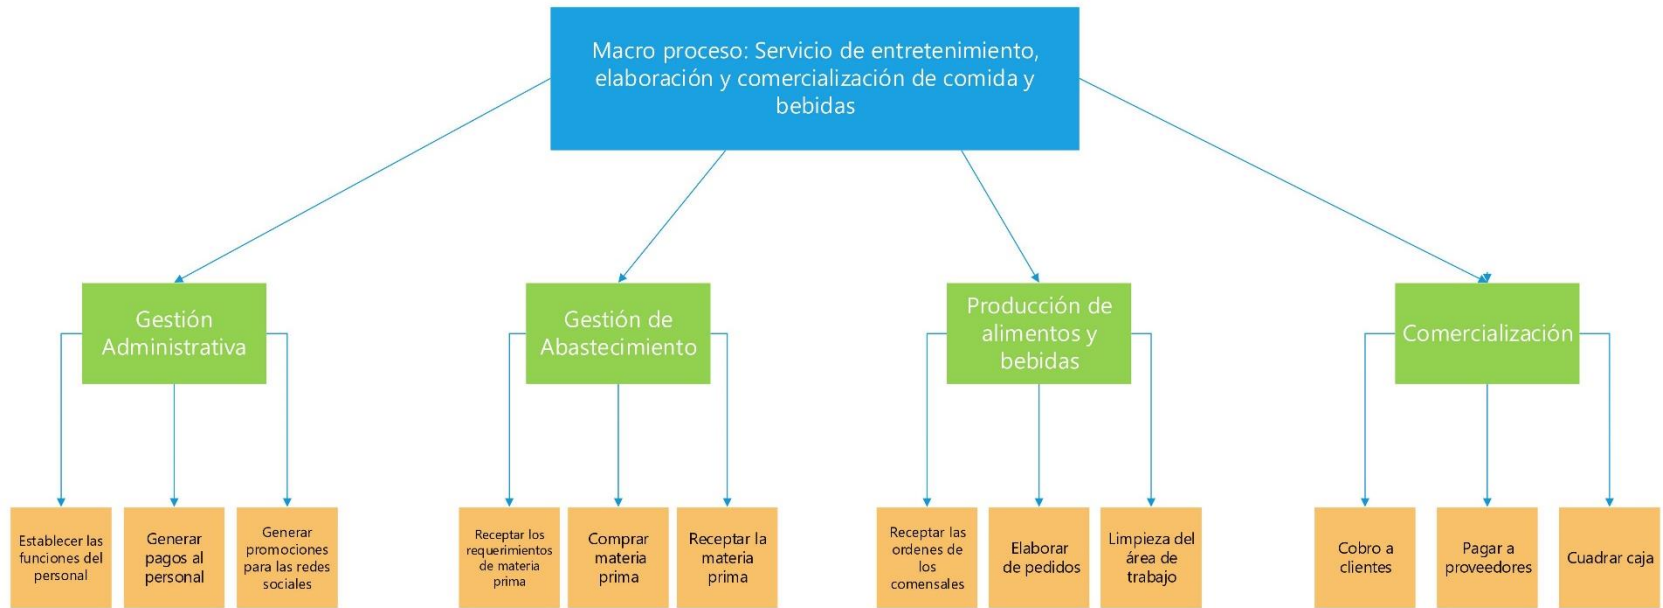 Macro proceso: Servicio de entretenimiento,
elaboración y comercialización de comida y
bebidas
Gestión
Administrativa
Gestión de
Abastecimiento
Producción de
alimentos y
bebidas
Comercialización
Establecer las
funciones del
personal
Generar
pagos al
personal
Generar
promociones
para las redes
sociales
Receptar los
requerimientos
de materia
prima
Comprar
materia
prima
Receptar la
materia
prima
Receptar las
ordenes de
los
comensales
Elaborar
de pedidos
Limpieza del
área de
trabajo
Cobro a
clientes
Pagar a
proveedores
Cuadrar caja